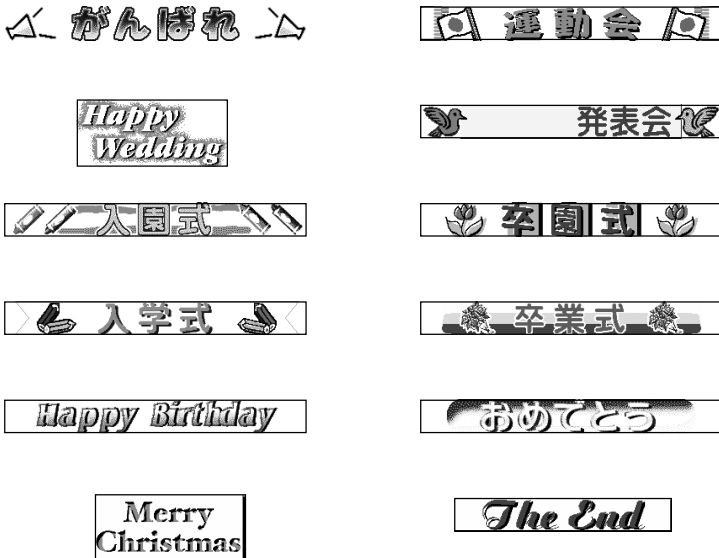 がんばれ
運動会
Happy
Wedding
発表会
入園式
卒園式
入学式
卒業式
Happy Birthday
おめでとう
Merry
Christmas
The End